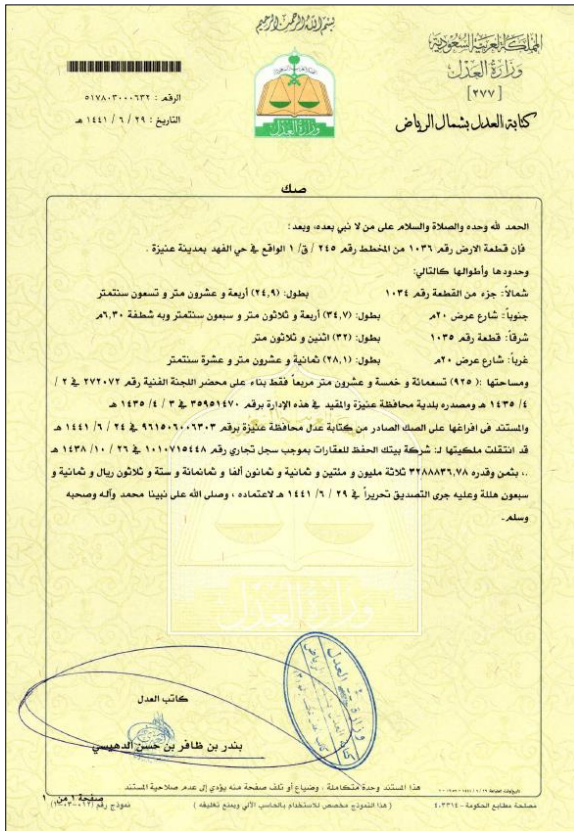 بسم الله الرحمن الرحيم
المملكة العربية السعودية
وزارة العدل
[٢٧٧]
كتابة العدل بشمال الرياض
الرقم : ٥١٧٨٠٣٠٠٠٦٣٢
التاريخ : ٢٩ / ٦ / ١٤٤١ هـ
وزارة العدل
صك
الحمد لله وحده والصلاة والسلام على من لا نبي بعده، وبعد:
فإن قطعة الارض رقم ١٠٣٦ من المخطط رقم ٢٤٥ / ق/ ١ الواقع في حي الفهد بمدينة عنيزة .
وحدودها وأطوالها كالتالي:
شمالاً: جزء من القطعة رقم ١٠٣٤ بطول: (٢٤,٩) أربعة و عشرون متر و تسعون سنتمتر
جنوباً: شارع عرض ٢٠م بطول: (٣٤,٧) أربعة و ثلاثون متر و سبعون سنتمتر وبه شطفة ٦,٣٠م
شرقاً: قطعة رقم ١٠٣٥ بطول: (٣٢) اثنين و ثلاثون متر
غرباً: شارع عرض ٢٠م بطول: (٢٨,١) ثمانية و عشرون متر و عشرة سنتمتر
ومساحتها :( ٩٢٥) تسعمائة و خمسة و عشرون متر مربعاً فقط بناء على محضر اللجنة الفنية رقم ٢٧٢٠٧٢ في ٢ /
٤/ ١٤٣٥ هـ ومصدره بلدية محافظة عنيزة والمقيد في هذه الإدارة برقم ٣٥٩٥١٤٧٠ في ٣ / ٤ / ١٤٣٥ هـ
والمستند في افراغها على الصك الصادر من كتابة عدل محافظة عنيزة برقم ٩٦١٥٠٦٠٠٦٣٠٣ في ٢٤ / ٦ / ١٤٤١ هـ
قد انتقلت ملكيتها لـ: شركة بيتك الحفظ للعقارات بموجب سجل تجاري رقم ١٠١٠٧١٥٤٤٨ في ٢٦ / ١٠ / ١٤٣٨ هـ
.، بثمن وقدره ٣٢٨٨٨٣٦,٧٨ ثلاثة مليون و مئتين و ثمانية و ثمانون ألفا و ثمانمائة و ستة و ثلاثون ريال و ثمانية و
سبعون هللة وعليه جرى التصديق تحريراً في ٢٩ / ٦ / ١٤٤١ هـ لاعتماده ، وصلى الله على نبينا محمد وآله وصحبه
وسلم.
وزارة العدل
كاتب العدل
بندر بن ظافر بن حسن الدهيسي
وزارة العدل
هذا المستند وحدة متكاملة ، وضياع أو تلف صفحة منه يؤدي إلى عدم صلاحية المستند
صفحة ١ من ١
مصلحة مطابع الحكومة - ٤٠٣٣١٤
( هذا النموذج مخصص للاستخدام بالحاسب الآلي ويمنع تغليفه )